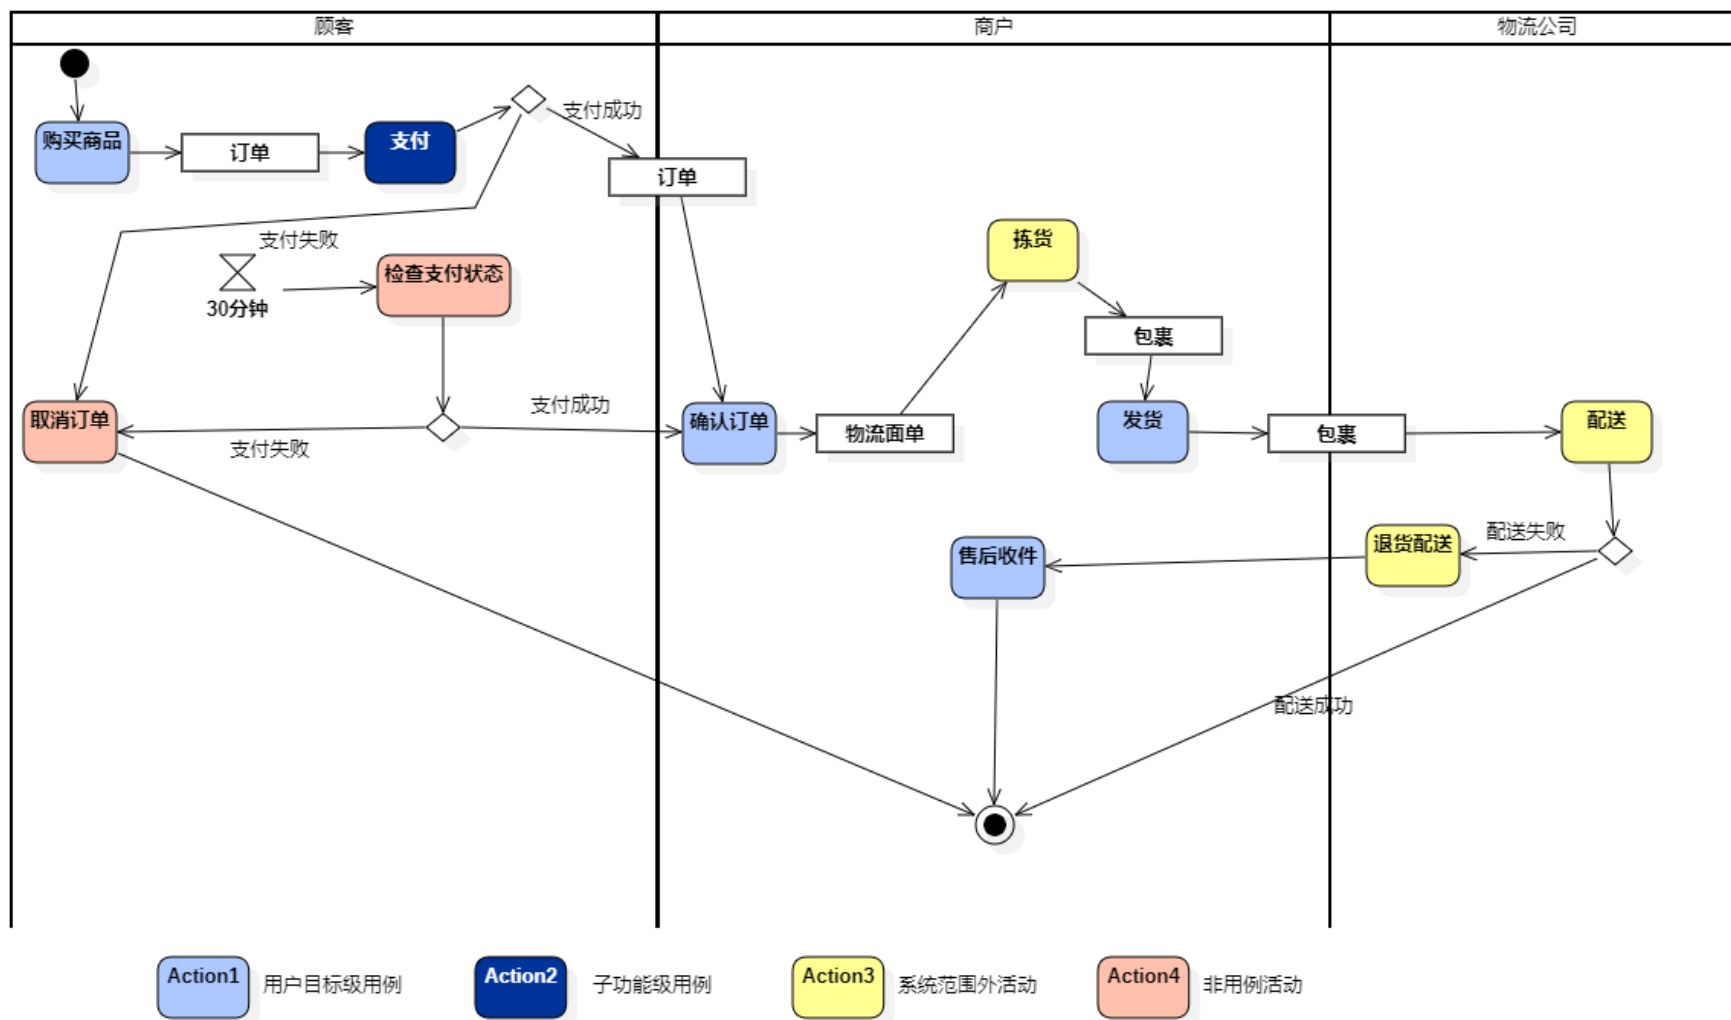 顾客
商户
物流公司
支付成功
购买商品
订单
支付
订单
支付失败
拣货
检查支付状态
30分钟
包裹
支付成功
取消订单
确认订单
物流面单
发货
包裹
配送
支付失败
配送失败
退货配送
售后收件
配送成功
Action1
用户目标级用例
Action2
子功能级用例
Action3
系统范围外活动
Action4
非用例活动